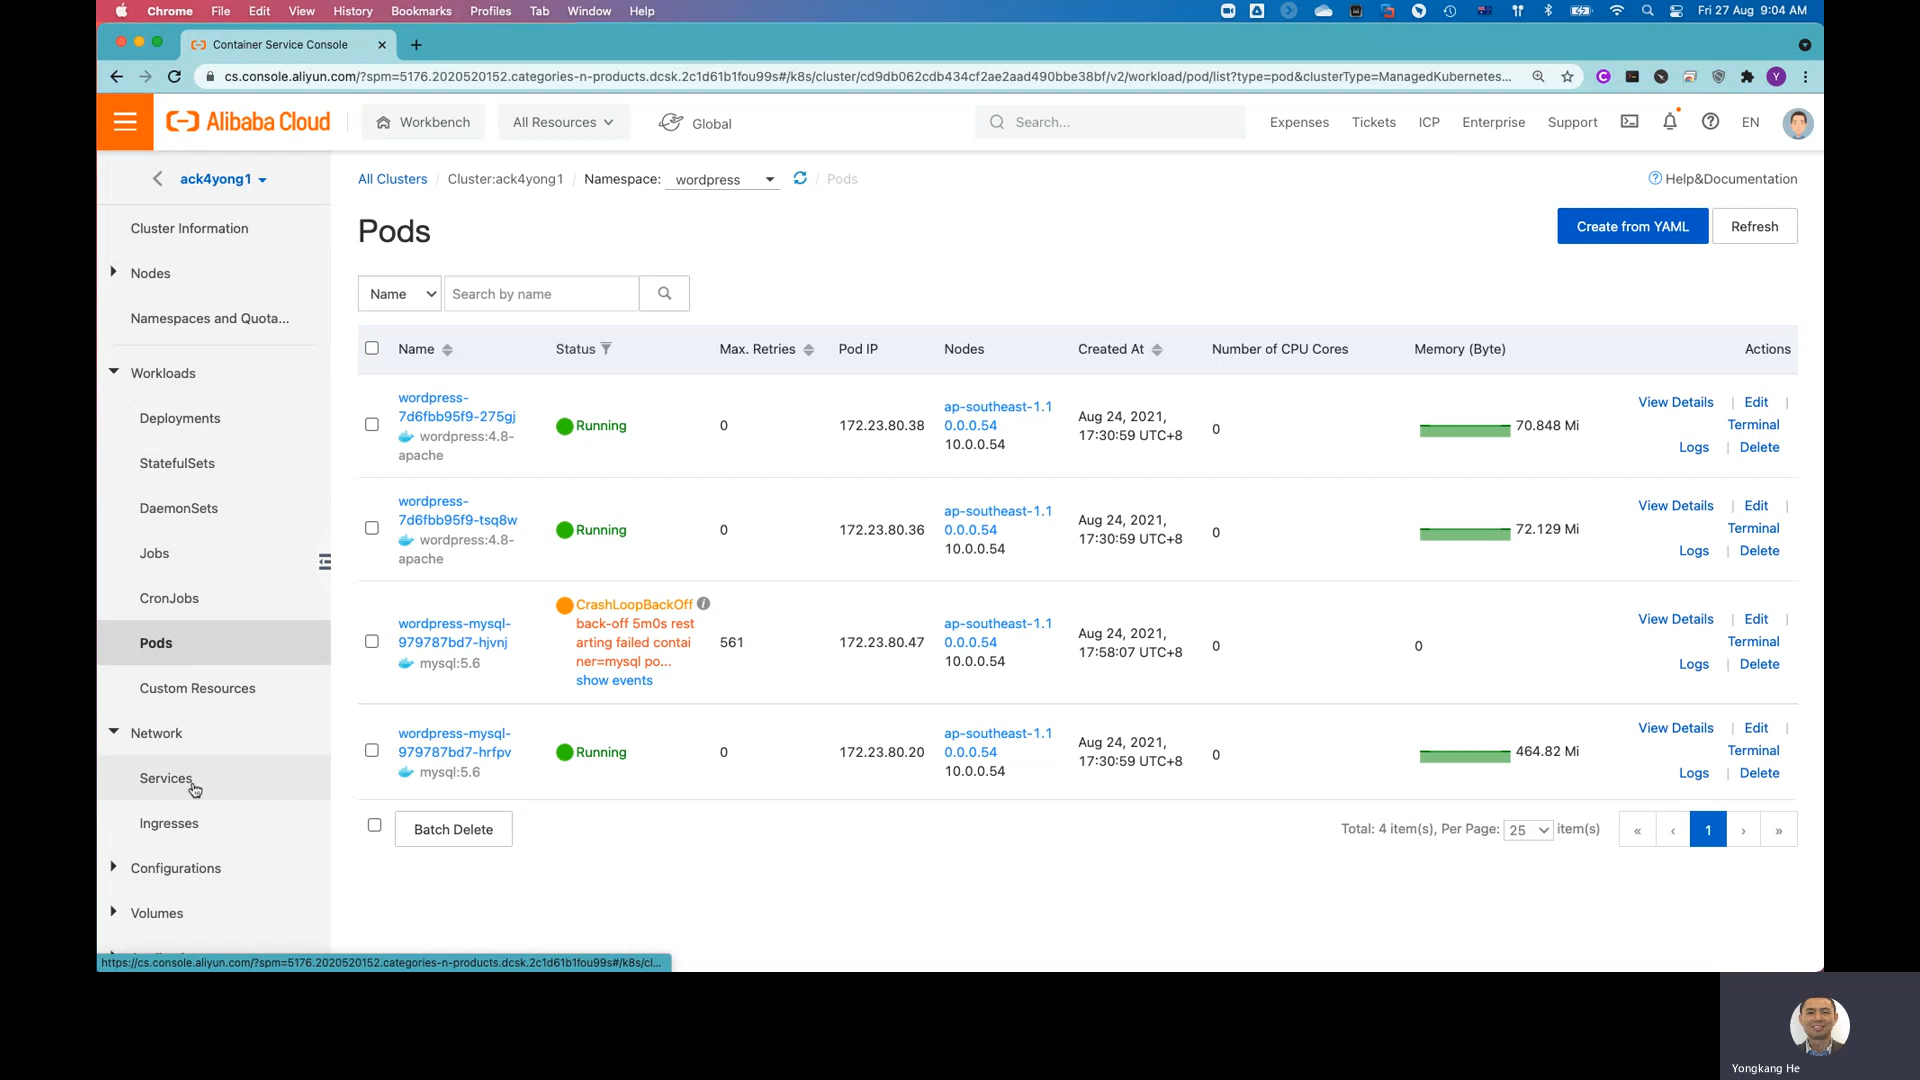 Chrome File Edit View History Bookmarks Profiles Tab Window Help Fri 27 Aug 9:04 AM
Container Service Console
cs.console.aliyun.com/?spm=5176.2020520152.categories-n-products.dcsk.2c1d61b1fou99s#/k8s/cluster/cd9db062cdb434cf2ae2aad490bbe38bf/v2/workload/pod/list?type=pod&clusterType=ManagedKubernetes...
C Y
Alibaba Cloud Workbench All Resources Global Search... Expenses Tickets ICP Enterprise Support EN
ack4yong1
All Clusters / Cluster:ack4yong1 / Namespace: wordpress / Pods
Help&Documentation
Cluster Information
Nodes
Namespaces and Quota...
Workloads
Deployments
StatefulSets
DaemonSets
Jobs
CronJobs
Pods
Custom Resources
Network
Services
Ingresses
Configurations
Volumes
Pods
Create from YAML Refresh
Name Search by name
Name Status Max. Retries Pod IP Nodes Created At Number of CPU Cores Memory (Byte) Actions
wordpress-
7d6fbb95f9-275gj
wordpress:4.8-
apache
Running
0
172.23.80.38
ap-southeast-1.1
0.0.0.54
10.0.0.54
Aug 24, 2021,
17:30:59 UTC+8
0
70.848 Mi
View Details | Edit |
Terminal
Logs | Delete
wordpress-
7d6fbb95f9-tsq8w
wordpress:4.8-
apache
Running
0
172.23.80.36
ap-southeast-1.1
0.0.0.54
10.0.0.54
Aug 24, 2021,
17:30:59 UTC+8
0
72.129 Mi
View Details | Edit |
Terminal
Logs | Delete
wordpress-mysql-
979787bd7-hjvnj
mysql:5.6
CrashLoopBackOff
back-off 5m0s rest
arting failed contai
ner=mysql po...
show events
561
172.23.80.47
ap-southeast-1.1
0.0.0.54
10.0.0.54
Aug 24, 2021,
17:58:07 UTC+8
0
0
View Details | Edit |
Terminal
Logs | Delete
wordpress-mysql-
979787bd7-hrfpv
mysql:5.6
Running
0
172.23.80.20
ap-southeast-1.1
0.0.0.54
10.0.0.54
Aug 24, 2021,
17:30:59 UTC+8
0
464.82 Mi
View Details | Edit |
Terminal
Logs | Delete
Batch Delete
Total: 4 item(s), Per Page: 25 item(s) « ‹ 1 › »
https://cs.console.aliyun.com/?spm=5176.2020520152.categories-n-products.dcsk.2c1d61b1fou99s#/k8s/cl...
Yongkang He